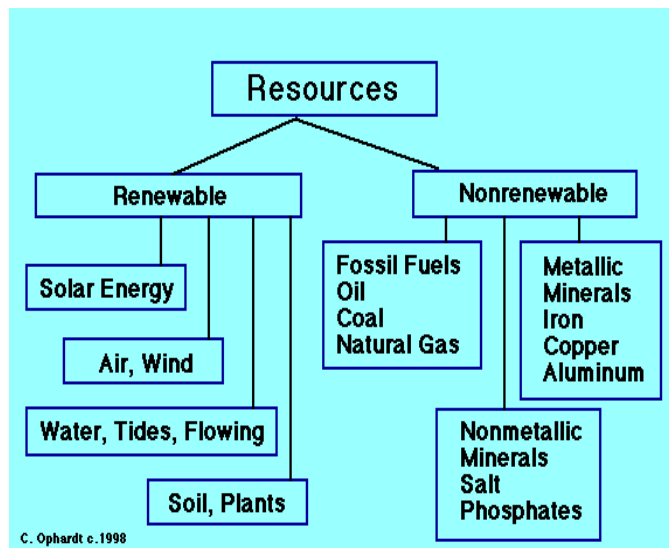 Resources
Renewable
Nonrenewable
Solar Energy
Air, Wind
Water, Tides, Flowing
Soil, Plants
Fossil Fuels
Oil
Coal
Natural Gas
Metallic
Minerals
Iron
Copper
Aluminum
Nonmetallic
Minerals
Salt
Phosphates
C. Ophardt c.1998